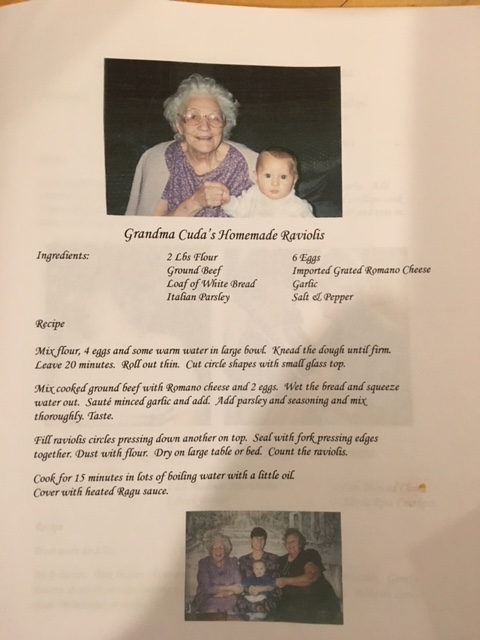 Grandma Cuda's Homemade Raviolis
Ingredients: 2 Lbs Flour 6 Eggs
Ground Beef Imported Grated Romano Cheese
Loaf of White Bread Garlic
Italian Parsley Salt & Pepper
Recipe
Mix flour, 4 eggs and some warm water in large bowl. Knead the dough until firm.
Leave 20 minutes. Roll out thin. Cut circle shapes with small glass top.
Mix cooked ground beef with Romano cheese and 2 eggs. Wet the bread and squeeze
water out. Sauté minced garlic and add. Add parsley and seasoning and mix
thoroughly. Taste.
Fill raviolis circles pressing down another on top. Seal with fork pressing edges
together. Dust with flour. Dry on large table or bed. Count the raviolis.
Cook for 15 minutes in lots of boiling water with a little oil.
Cover with heated Ragu sauce.